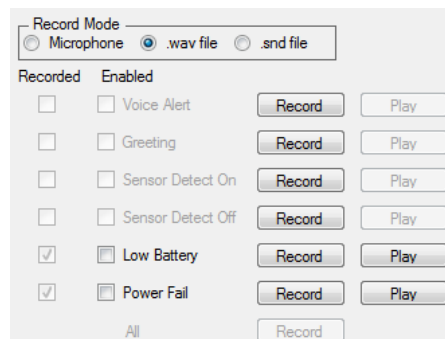 Record Mode
Microphone .wav file .snd file
Recorded Enabled
Voice Alert Record Play
Greeting Record Play
Sensor Detect On Record Play
Sensor Detect Off Record Play
Low Battery Record Play
Power Fail Record Play
All Record